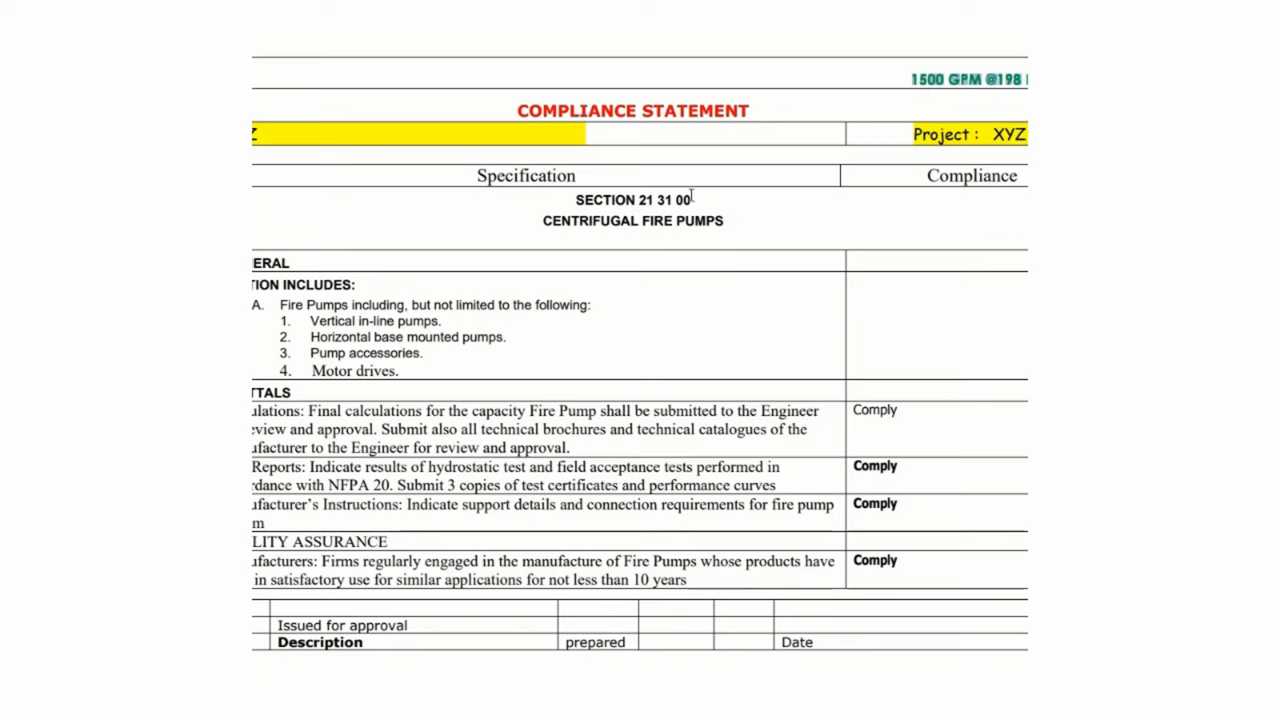 1500 GPM @198
COMPLIANCE STATEMENT
Z
Project : XYZ
Specification Compliance
SECTION 21 31 00
CENTRIFUGAL FIRE PUMPS
ERAL
TION INCLUDES:
A. Fire Pumps including, but not limited to the following:
1. Vertical in-line pumps.
2. Horizontal base mounted pumps.
3. Pump accessories.
4. Motor drives.
TTALS
ulations: Final calculations for the capacity Fire Pump shall be submitted to the Engineer Comply
eview and approval. Submit also all technical brochures and technical catalogues of the
ufacturer to the Engineer for review and approval.
Reports: Indicate results of hydrostatic test and field acceptance tests performed in Comply
rdance with NFPA 20. Submit 3 copies of test certificates and performance curves
ufacturer's Instructions: Indicate support details and connection requirements for fire pump Comply
m
LITY ASSURANCE
ufacturers: Firms regularly engaged in the manufacture of Fire Pumps whose products have Comply
in satisfactory use for similar applications for not less than 10 years
Issued for approval
Description prepared Date